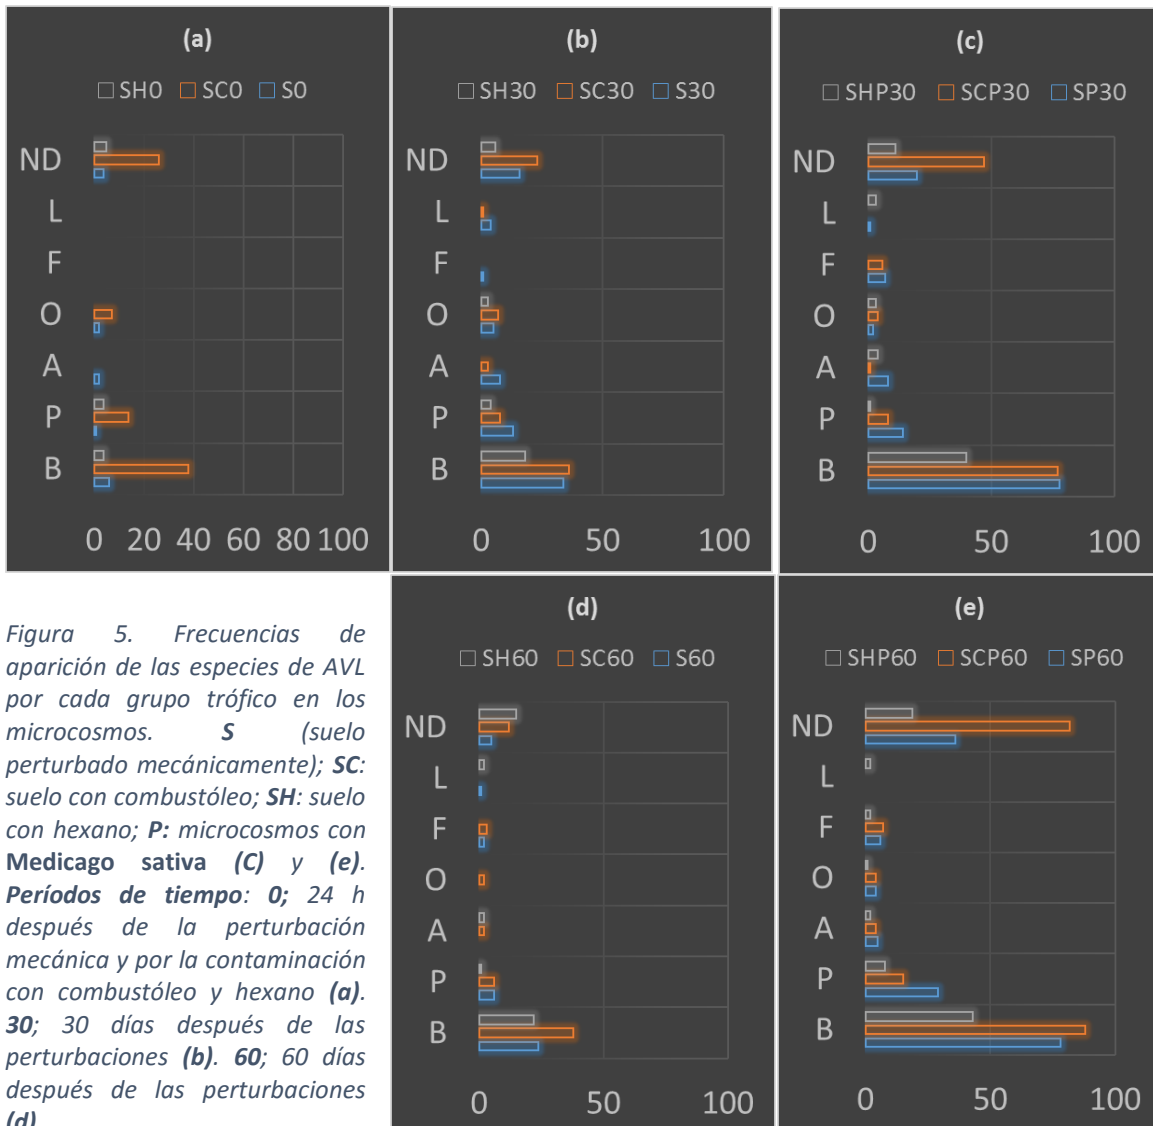 (a)
SH0 SC0 S0
ND
L
F
O
A
P
B
0 20 40 60 80 100
(b)
SH30 SC30 S30
ND
L
F
O
A
P
B
0 50 100
(c)
SHP30 SCP30 SP30
ND
L
F
O
A
P
B
0 50 100
Figura 5. Frecuencias de
aparición de las especies de AVL
por cada grupo trófico en los
microcosmos. S (suelo
perturbado mecánicamente); SC:
suelo con combustóleo; SH: suelo
con hexano; P: microcosmos con
Medicago sativa (C) y (e).
Períodos de tiempo: 0; 24 h
después de la perturbación
mecánica y por la contaminación
con combustóleo y hexano (a).
30; 30 días después de las
perturbaciones (b). 60; 60 días
después de las perturbaciones
(d)
(d)
SH60 SC60 S60
ND
L
F
O
A
P
B
0 50 100
(e)
SHP60 SCP60 SP60
ND
L
F
O
A
P
B
0 50 100